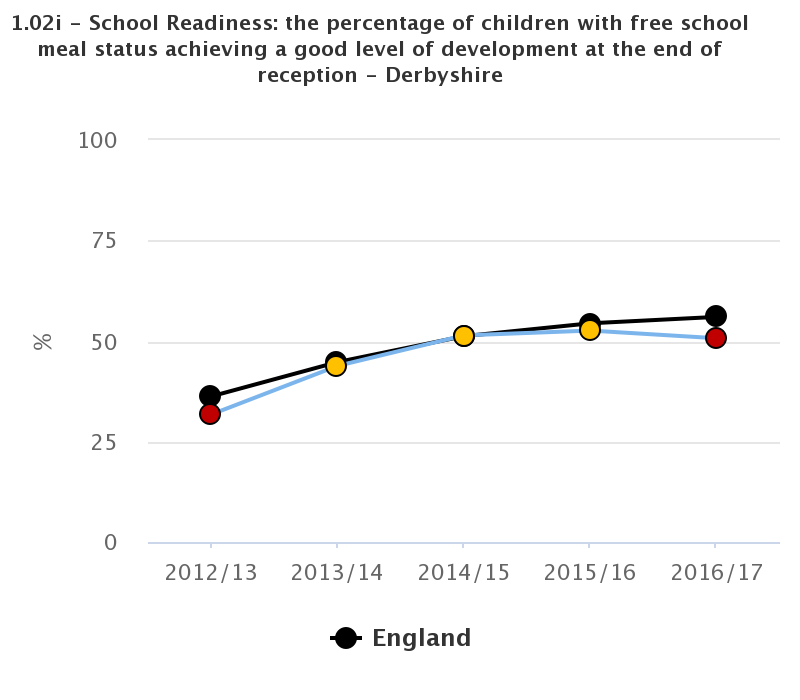 1.02i – School Readiness: the percentage of children with free school
meal status achieving a good level of development at the end of
reception – Derbyshire
100
75
%
50
25
0
2012/13 2013/14 2014/15 2015/16 2016/17
England